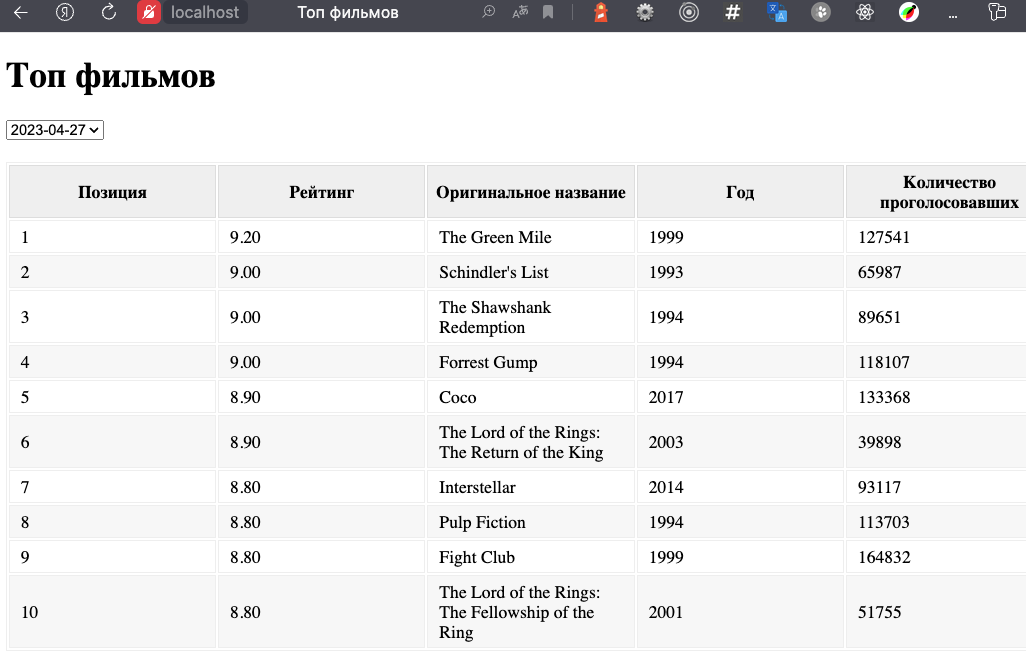 localhost Топ фильмов
Топ фильмов
2023-04-27
Позиция Рейтинг Оригинальное название Год Количество проголосовавших
1 9.20 The Green Mile 1999 127541
2 9.00 Schindler's List 1993 65987
3 9.00 The Shawshank Redemption 1994 89651
4 9.00 Forrest Gump 1994 118107
5 8.90 Coco 2017 133368
6 8.90 The Lord of the Rings: The Return of the King 2003 39898
7 8.80 Interstellar 2014 93117
8 8.80 Pulp Fiction 1994 113703
9 8.80 Fight Club 1999 164832
10 8.80 The Lord of the Rings: The Fellowship of the Ring 2001 51755